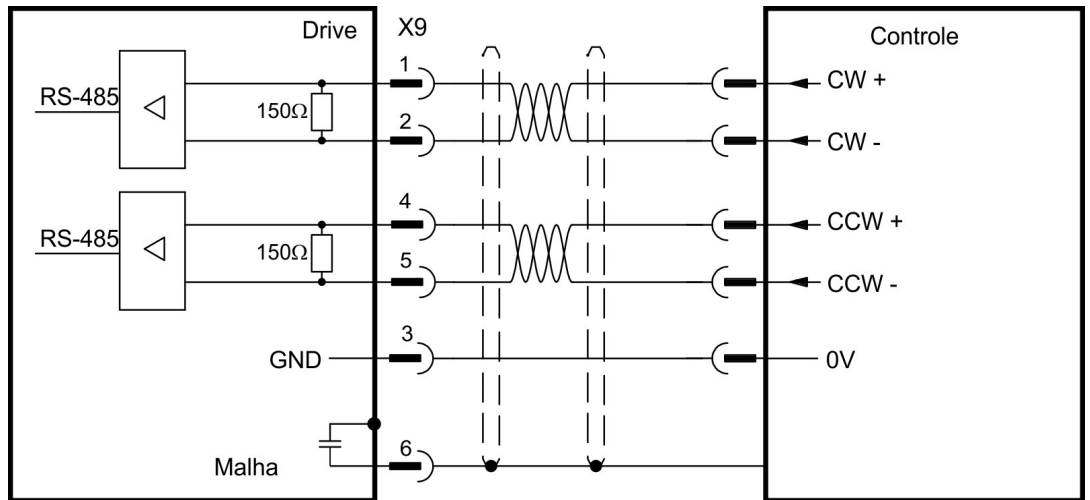 Drive
X9
Controle
1
CW +
RS-485
150Ω
2
CW -
4
CCW +
RS-485
150Ω
5
CCW -
3
GND
0V
6
Malha